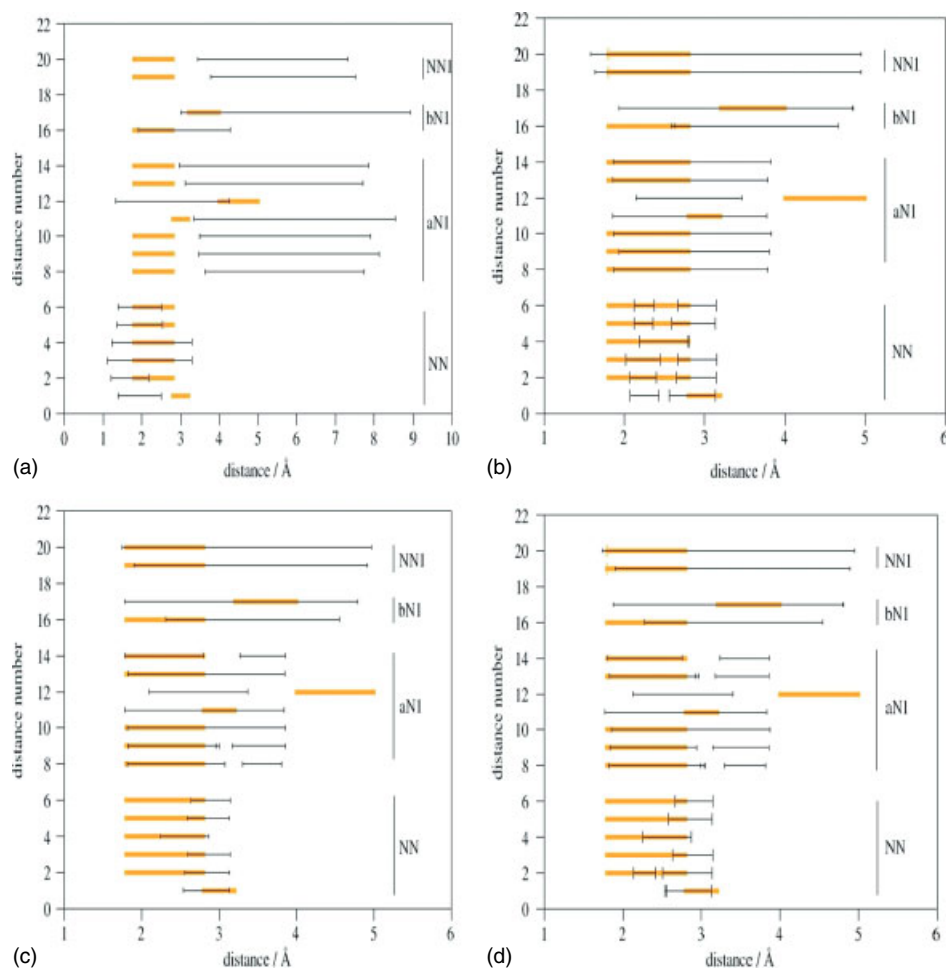 22
20
18
16
14
12
10
8
6
4
2
0
distance number
NN1
bN1
aN1
NN
0 1 2 3 4 5 6 7 8 9 10
(a)
distance / Å
22
20
18
16
14
12
10
8
6
4
2
0
distance number
NN1
bN1
aN1
NN
1 2 3 4 5 6
(b)
distance / Å
22
20
18
16
14
12
10
8
6
4
2
0
distance number
NN1
bN1
aN1
NN
1 2 3 4 5 6
(c)
distance / Å
22
20
18
16
14
12
10
8
6
4
2
0
distance number
NN1
bN1
aN1
NN
1 2 3 4 5 6
(d)
distance / Å